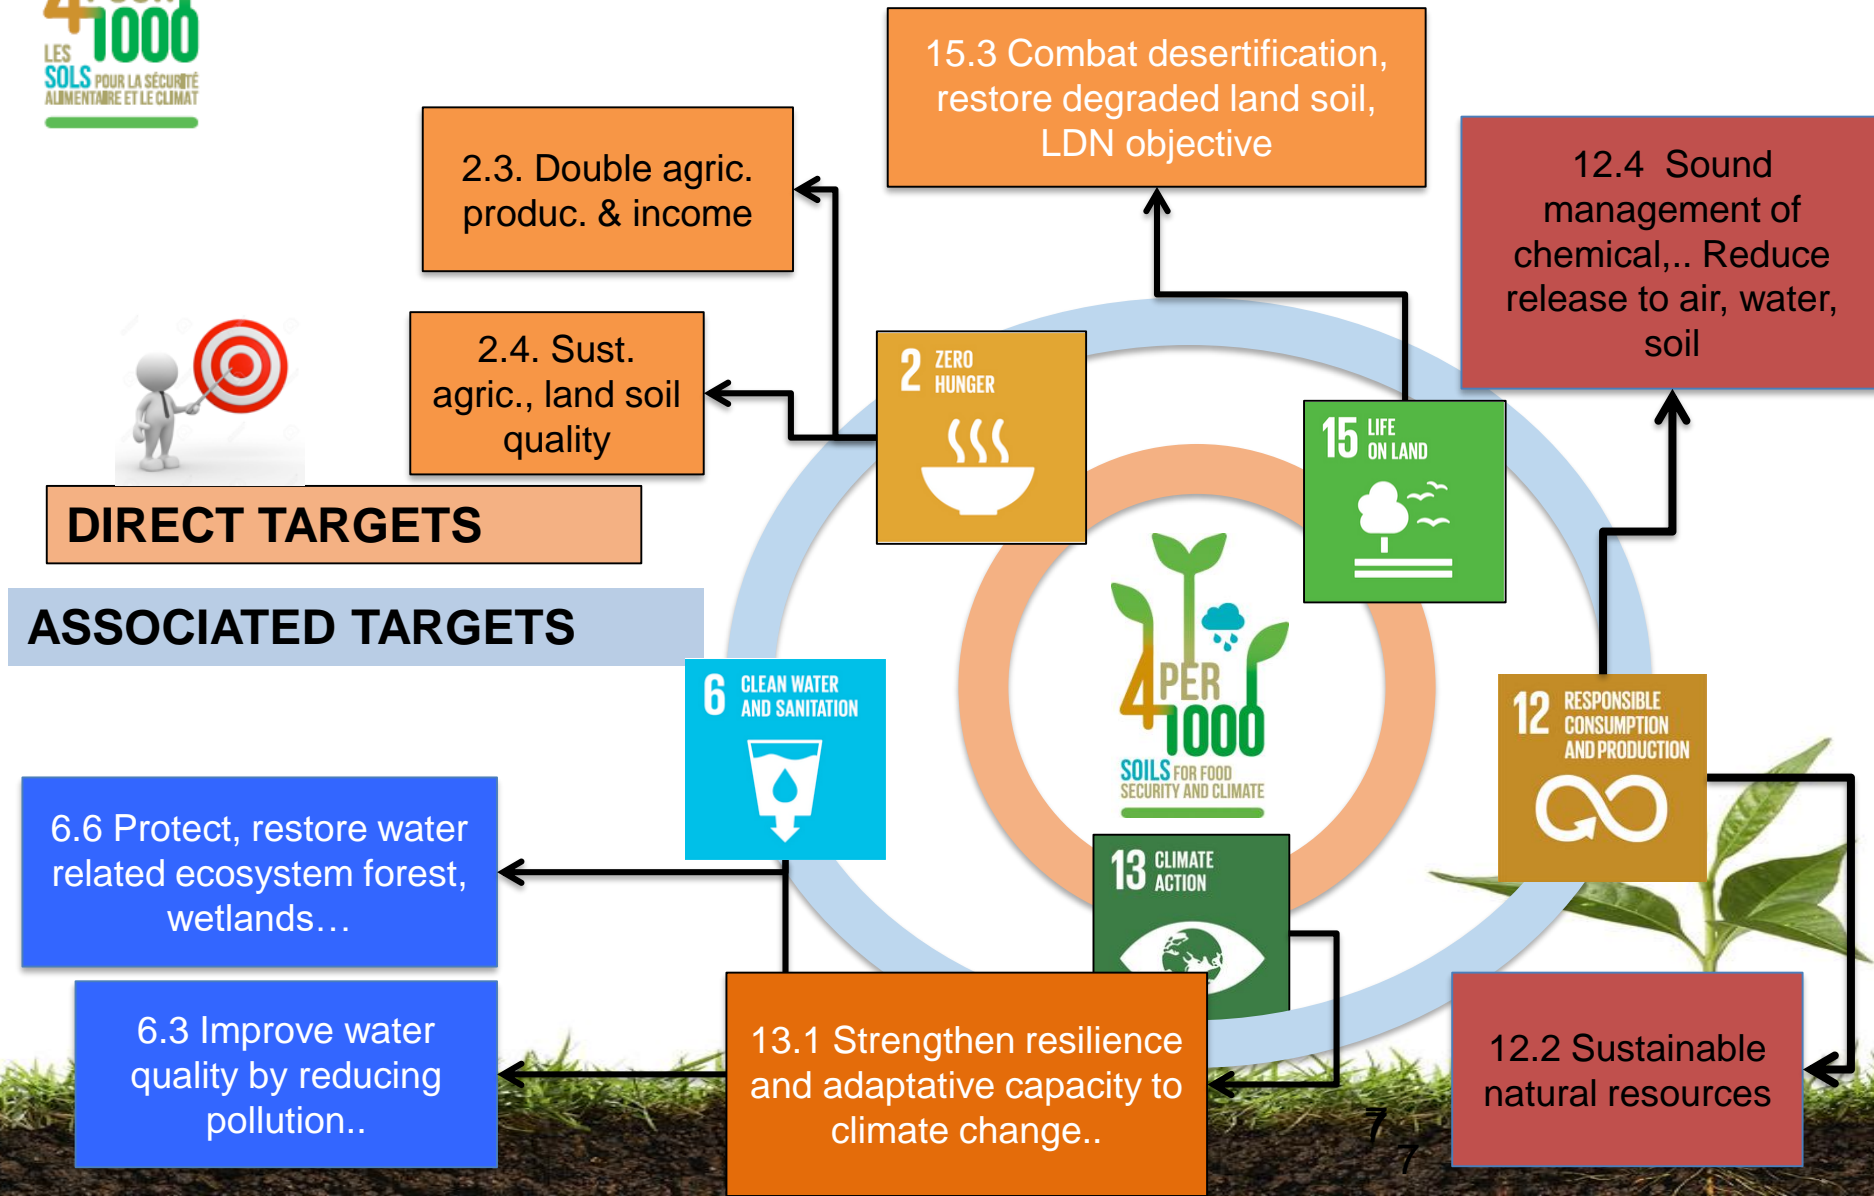 1000
LES
SOLS POUR LA SÉCURITÉ
ALIMENTAIRE ET LE CLIMAT
15.3 Combat desertification,
restore degraded land soil,
LDN objective
2.3. Double agric.
produc. & income
12.4 Sound
management of
chemical,.. Reduce
release to air, water,
soil
2.4. Sust.
agric., land soil
quality
2 ZERO
HUNGER
15 LIFE
ON LAND
DIRECT TARGETS
ASSOCIATED TARGETS
6 CLEAN WATER
AND SANITATION
4 PER
1000
SOILS FOR FOOD
SECURITY AND CLIMATE
12 RESPONSIBLE
CONSUMPTION
AND PRODUCTION
6.6 Protect, restore water
related ecosystem forest,
wetlands…
13 CLIMATE
ACTION
6.3 Improve water
quality by reducing
pollution..
13.1 Strengthen resilience
and adaptative capacity to
climate change..
12.2 Sustainable
natural resources
7
7